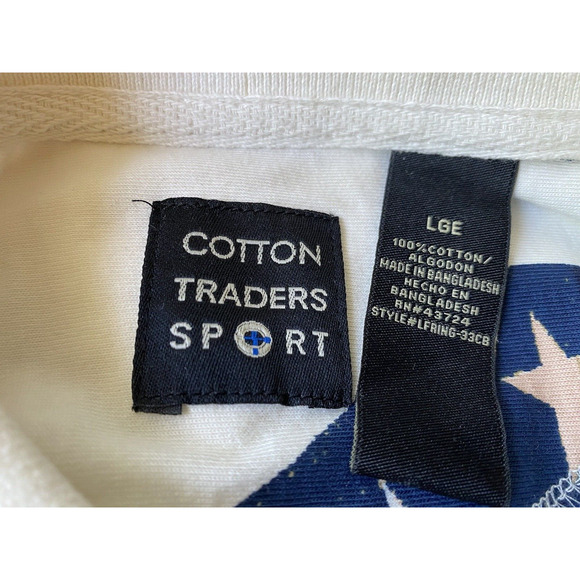 COTTON
TRADERS
SPORT
LGE
100% COTTON/
ALGODON
MADE IN BANGLADESH
HECHO EN
BANGLADESH
RN#43724
STYLE#LFRING-33CB